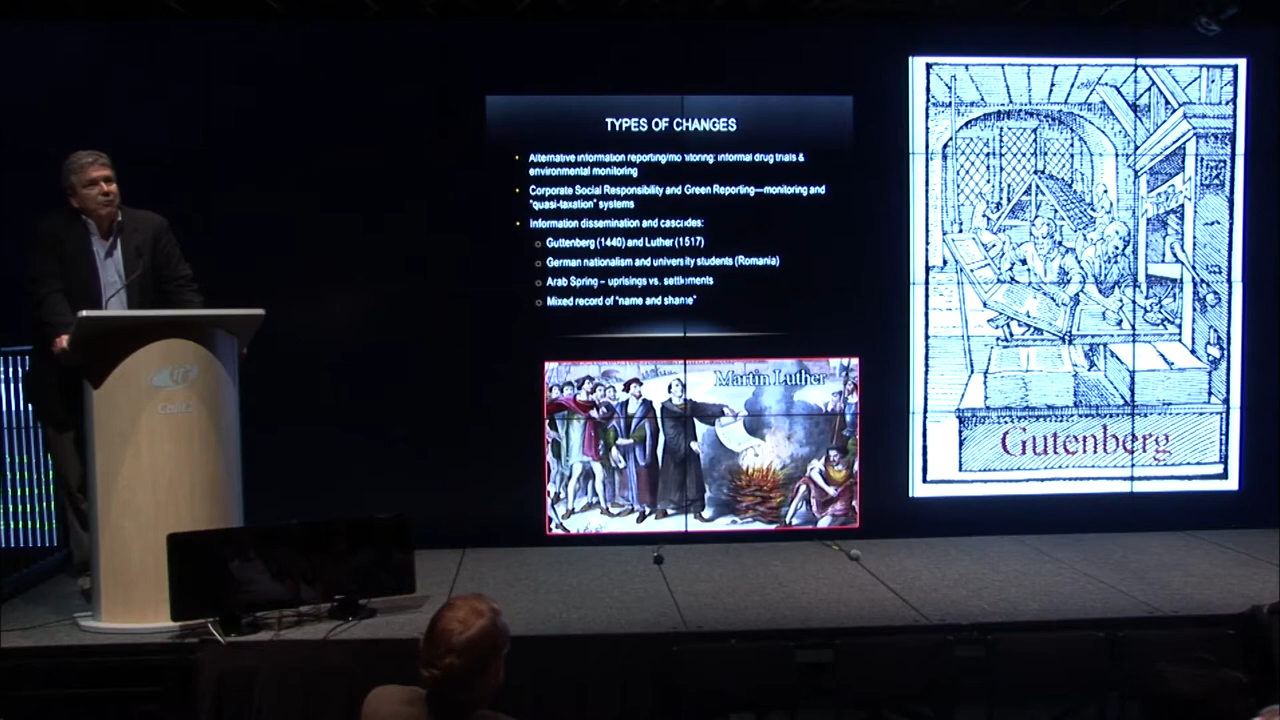 TYPES OF CHANGES
Alternative information reporting/monitoring: informal drug trials &
environmental monitoring
Corporate Social Responsibility and Green Reporting—monitoring and
"quasi-taxation" systems
Information dissemination and cascades:
Guttenberg (1440) and Luther (1517)
German nationalism and university students (Romania)
Arab Spring – uprisings vs. settlements
Mixed record of "name and shame"
Martin Luther
Gutenberg
Calit2